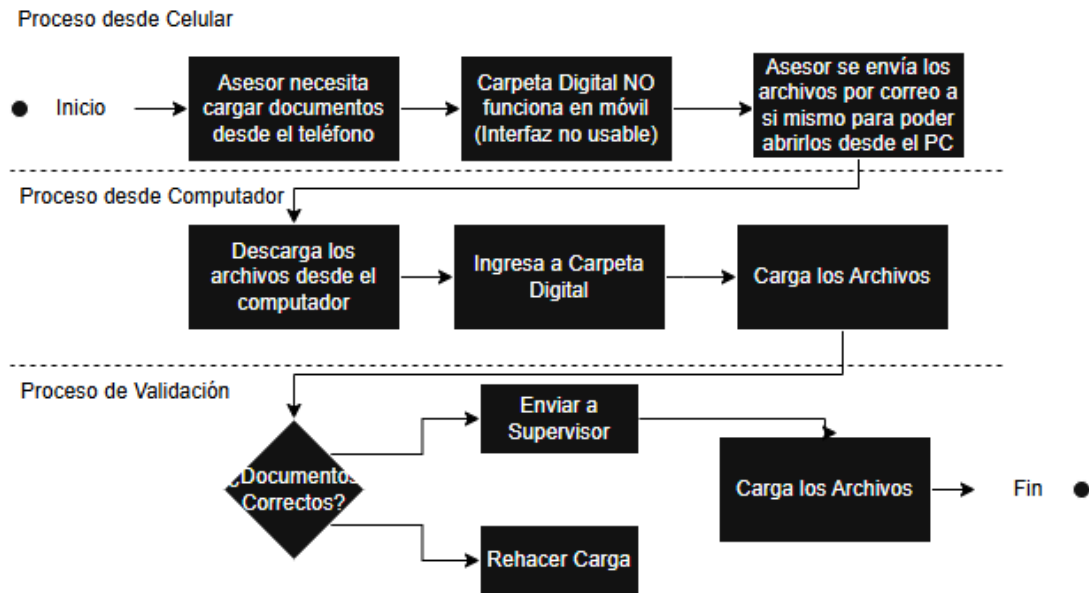 Proceso desde Celular
Inicio
Asesor necesita
cargar documentos
desde el teléfono
Carpeta Digital NO
funciona en móvil
(Interfaz no usable)
Asesor se envía los
archivos por correo a
si mismo para poder
abrirlos desde el PC
Proceso desde Computador
Descarga los
archivos desde el
computador
Ingresa a Carpeta
Digital
Carga los Archivos
Proceso de Validación
¿Documentos
Correctos?
Enviar a
Supervisor
Rehacer Carga
Carga los Archivos
Fin